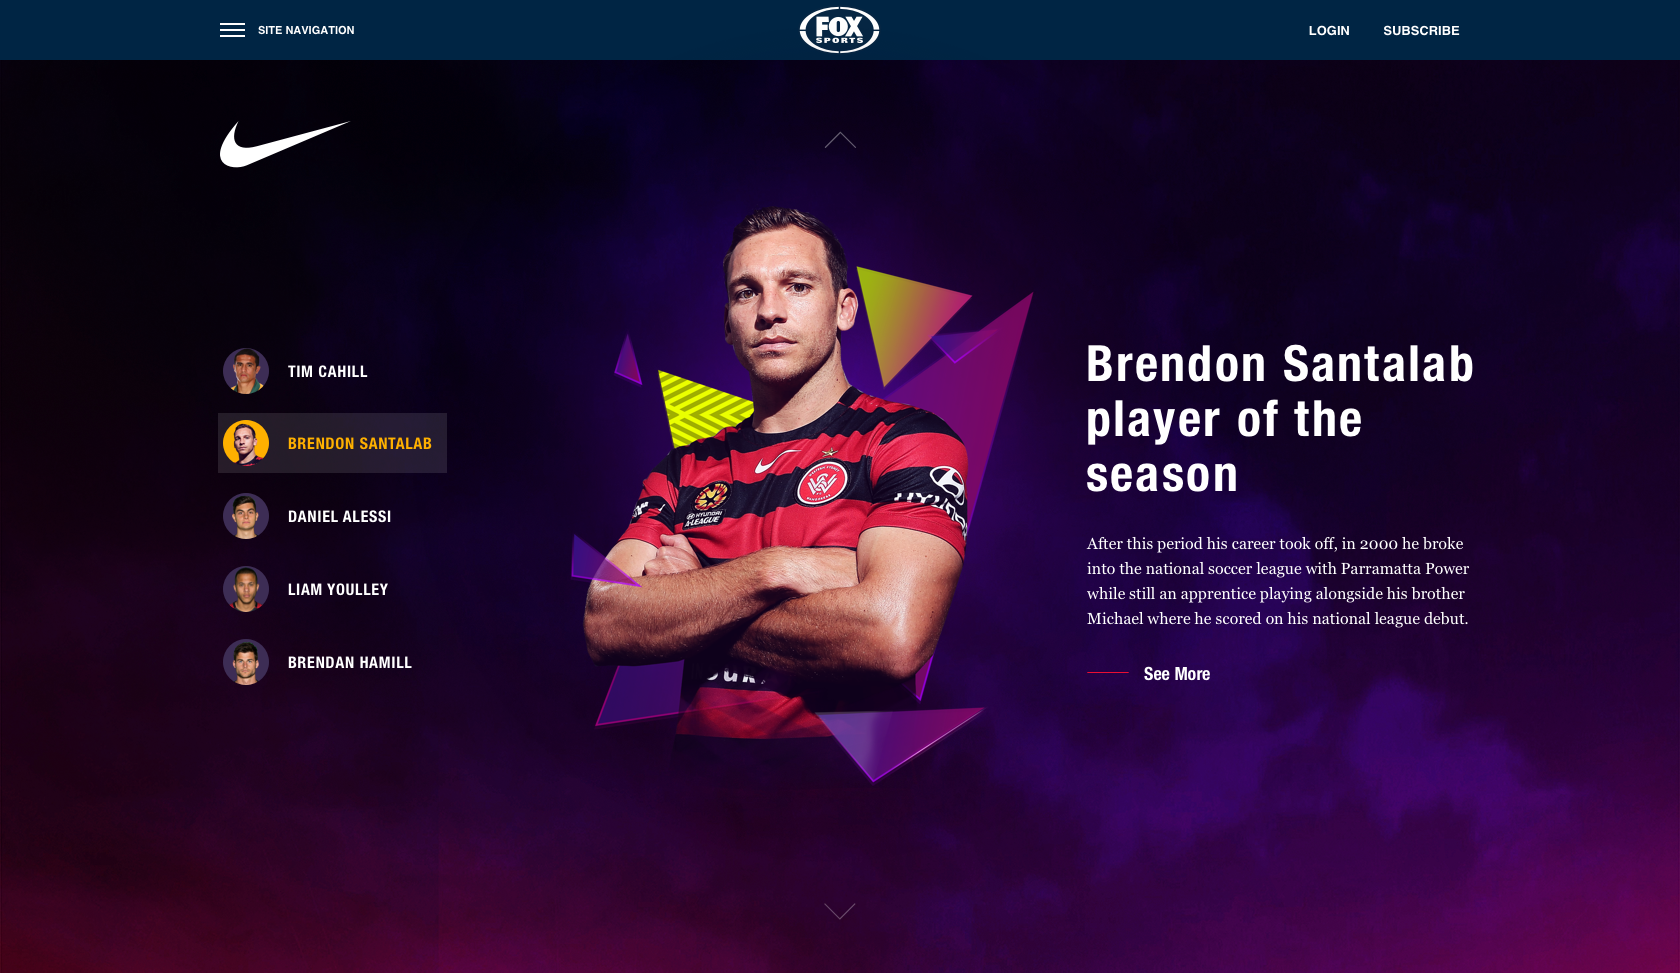 SITE NAVIGATION
FOX
SPORTS
LOGIN
SUBSCRIBE
TIM CAHILL
BRENDON SANTALAB
DANIEL ALESSI
LIAM YOULLEY
BRENDAN HAMILL
HYUNDAI
A-LEAGUE
Brendon Santalab
player of the
season
After this period his career took off, in 2000 he broke
into the national soccer league with Parramatta Power
while still an apprentice playing alongside his brother
Michael where he scored on his national league debut.
See More